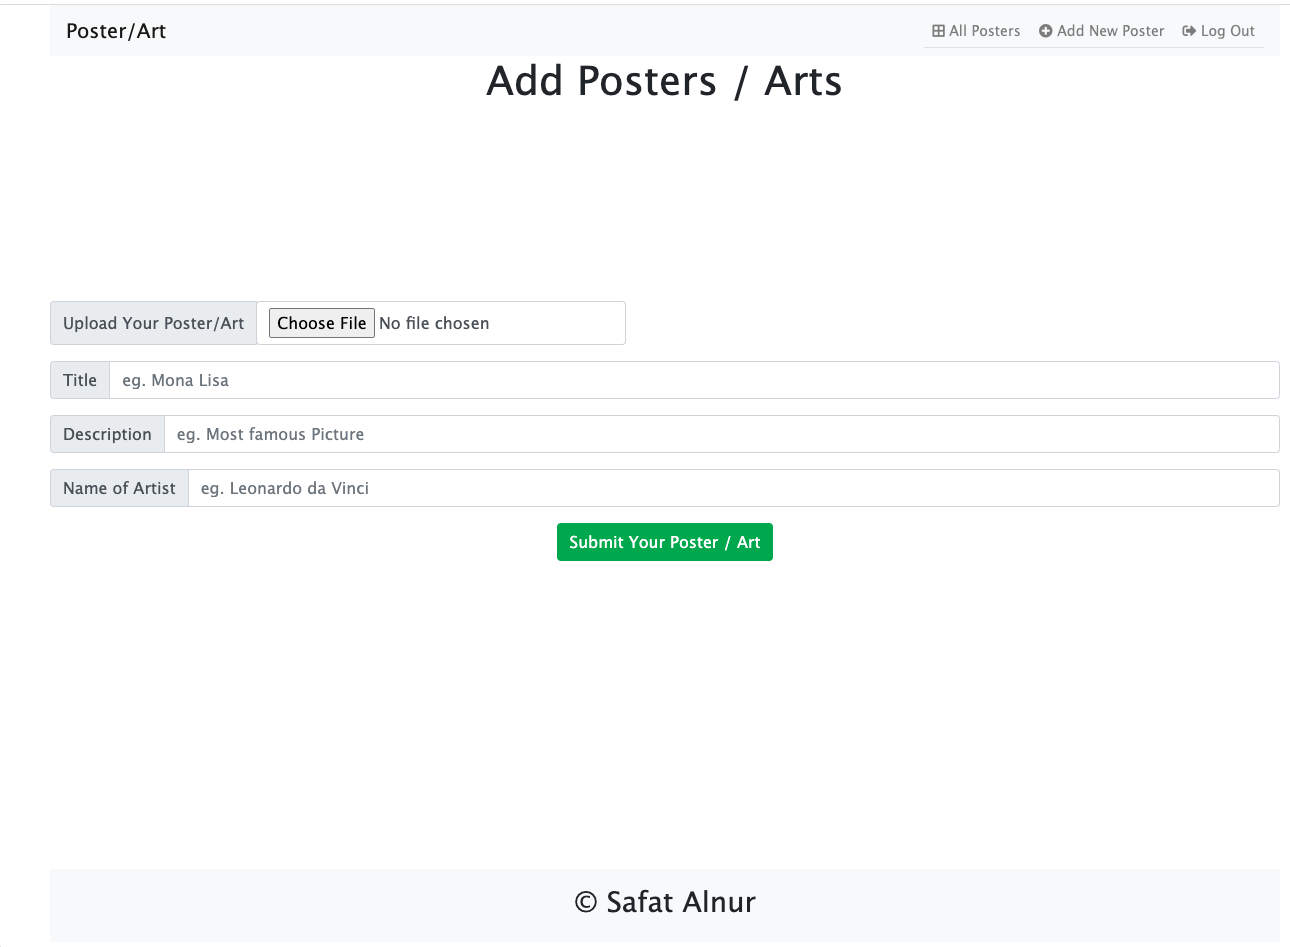 Poster/Art
All Posters Add New Poster Log Out
Add Posters / Arts
Upload Your Poster/Art Choose File No file chosen
Title eg. Mona Lisa
Description eg. Most famous Picture
Name of Artist eg. Leonardo da Vinci
Submit Your Poster / Art
© Safat Alnur